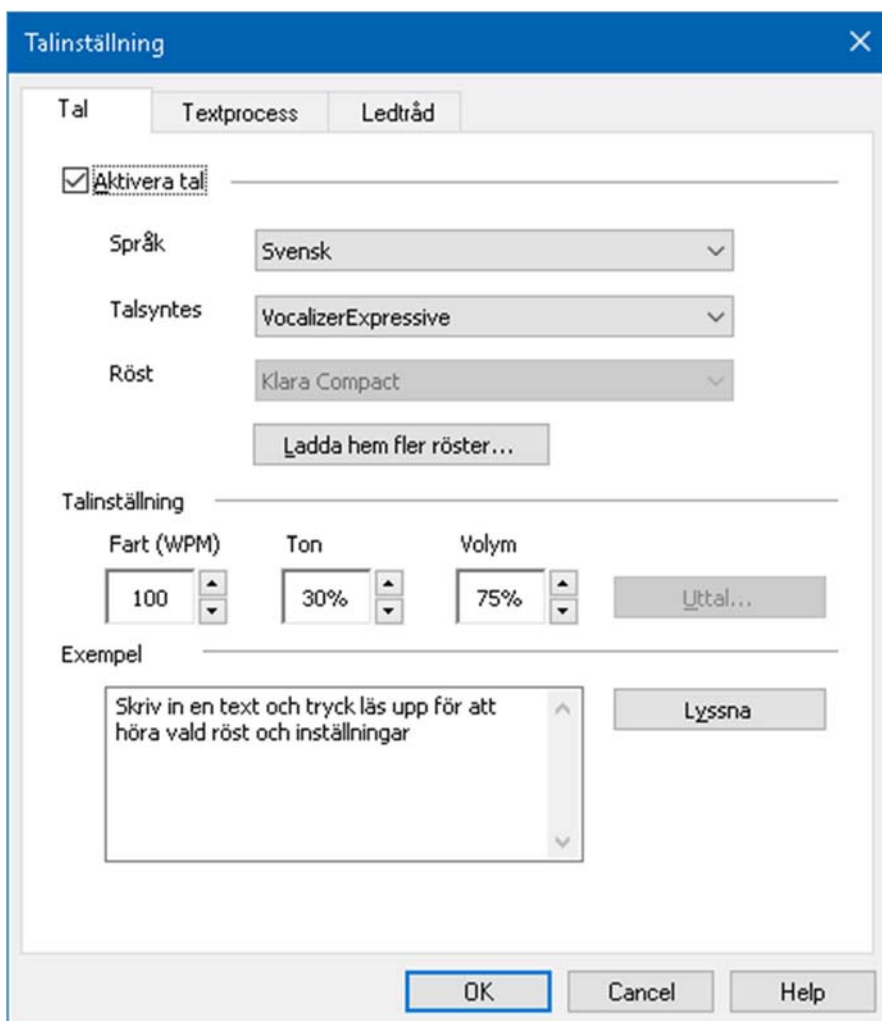 Talinställning
Tal
Textprocess
Ledtråd
Aktivera tal
Språk
Svensk
Talsyntes
VocalizerExpressive
Röst
Klara Compact
Ladda hem fler röster...
Talinställning
Fart (WPM)
Ton
Volym
100
30%
75%
Uttal...
Exempel
Skriv in en text och tryck läs upp för att
höra vald röst och inställningar
Lyssna
OK
Cancel
Help